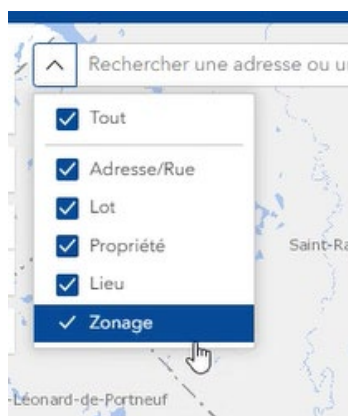 Rechercher une adresse ou u
Tout
Adresse/Rue
Lot
Propriété
Saint-Ra
Lieu
Zonage
-Léonard-de-Portneuf